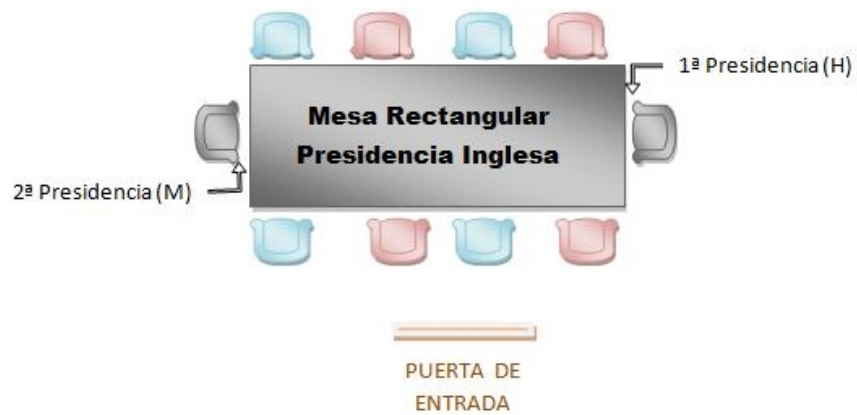 1ª Presidencia (H)
Mesa Rectangular
Presidencia Inglesa
2ª Presidencia (M)
PUERTA DE
ENTRADA